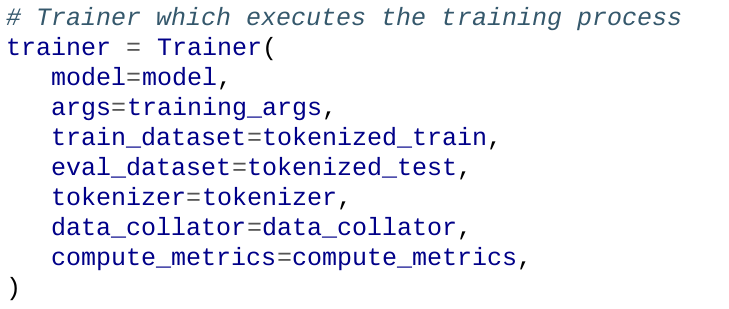 # Trainer which executes the training process
trainer = Trainer(
   model=model,
   args=training_args,
   train_dataset=tokenized_train,
   eval_dataset=tokenized_test,
   tokenizer=tokenizer,
   data_collator=data_collator,
   compute_metrics=compute_metrics,
)